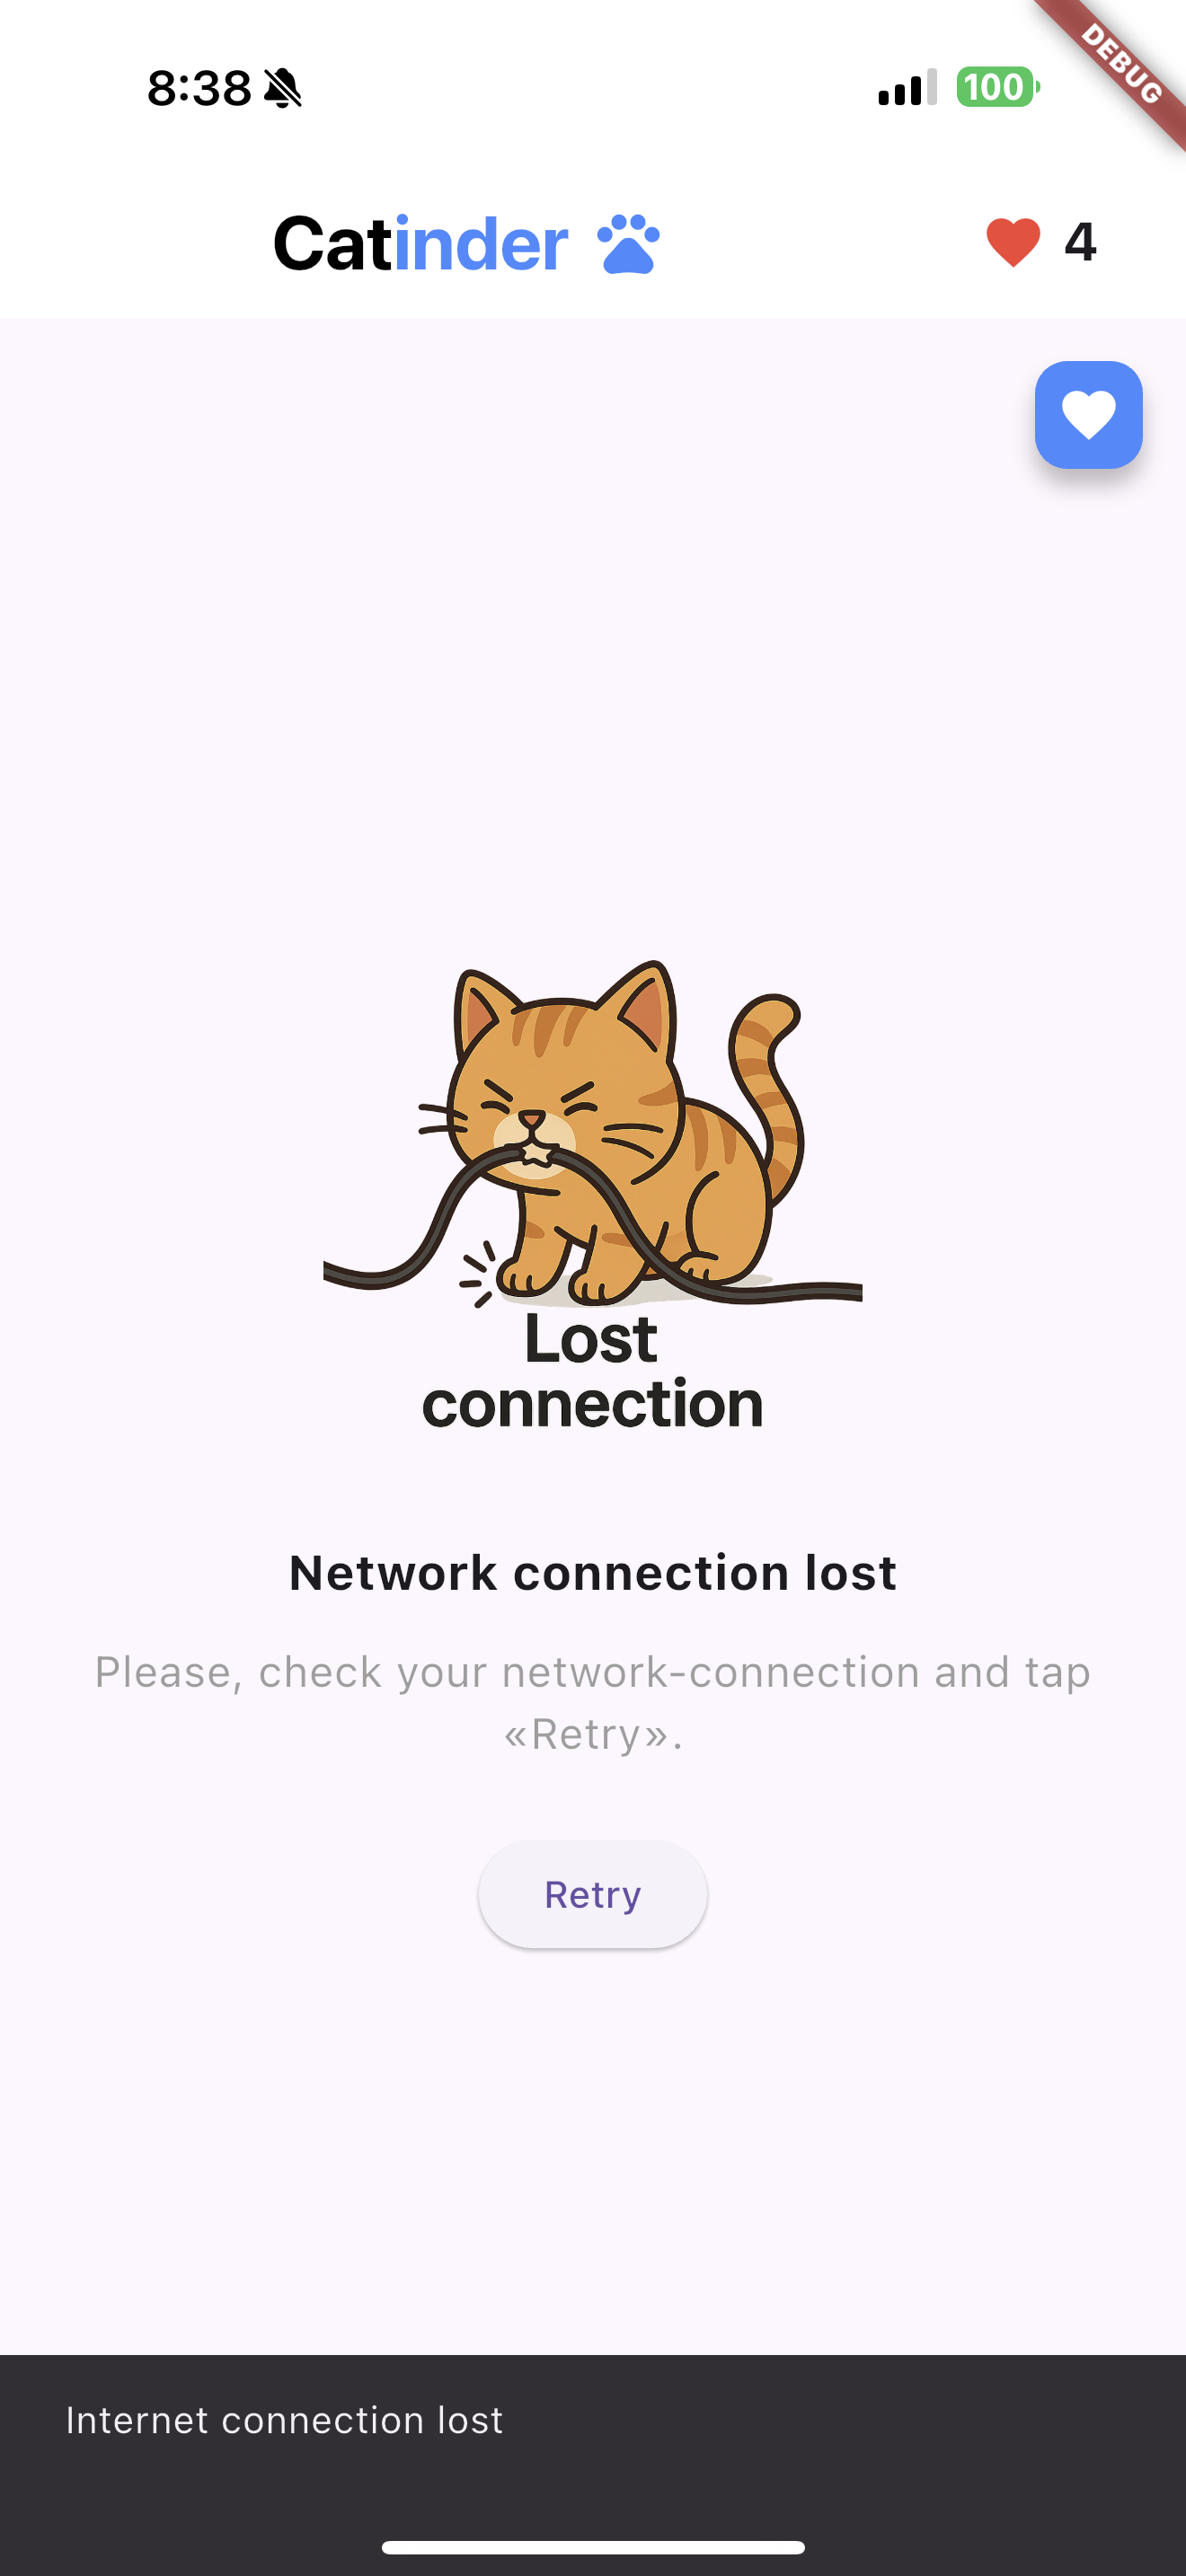 DEBUG
8:38
100
Catinder
4
Lost
connection
Network connection lost
Please, check your network-connection and tap
«Retry».
Retry
Internet connection lost